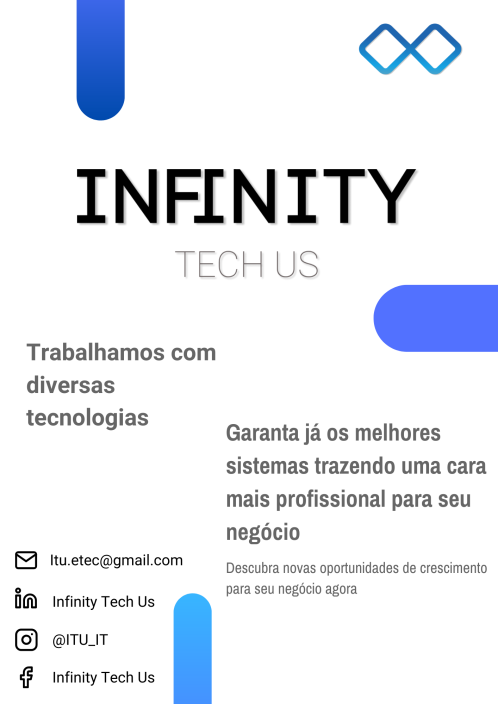 INFINITY
TECH US
Trabalhamos com
diversas
tecnologias
Garanta já os melhores
sistemas trazendo uma cara
mais profissional para seu
negócio
Descubra novas oportunidades de crescimento
para seu negócio agora
Itu.etec@gmail.com
Infinity Tech Us
@ITU_IT
Infinity Tech Us